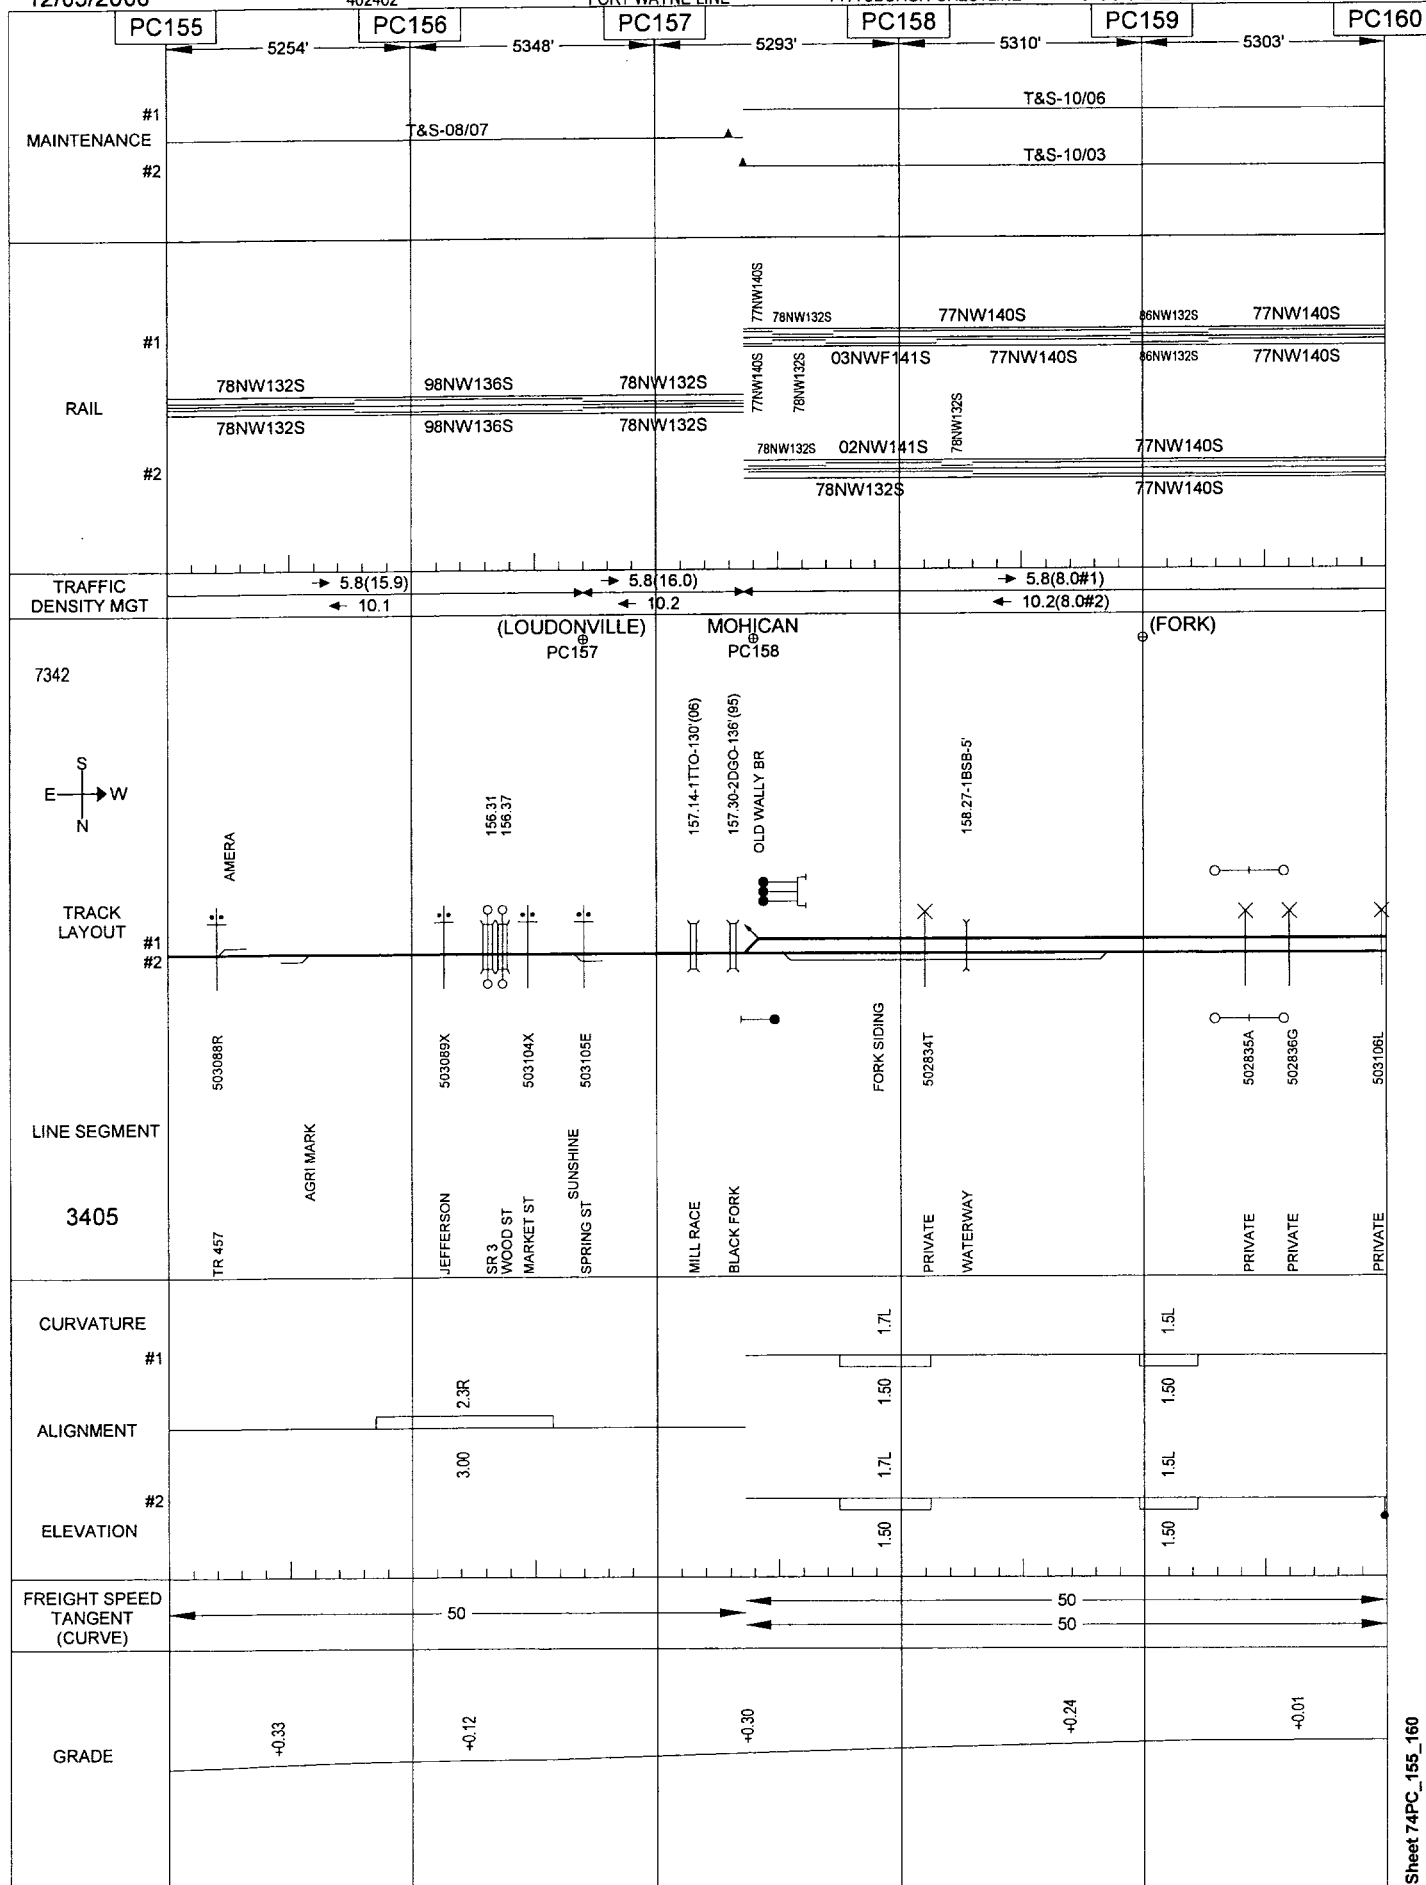 PC155 PC156 PC157 PC158 PC159 PC160
5254' 5348' 5293' 5310' 5303'
MAINTENANCE
#1
#2
T&S-08/07
T&S-10/06
T&S-10/03
RAIL
#1
#2
77NW140S
78NW132S
77NW140S
86NW132S
77NW140S
77NW140S
78NW132S
03NWF141S
77NW140S
86NW132S
77NW140S
78NW132S 98NW136S 78NW132S
78NW132S 98NW136S 78NW132S
78NW132S
02NW141S
78NW132S
77NW140S
78NW132S
77NW140S
TRAFFIC
DENSITY MGT
5.8(15.9) 5.8(16.0) 5.8(8.0#1)
10.1 10.2 10.2(8.0#2)
(LOUDONVILLE) MOHICAN (FORK)
PC157 PC158
7342
S
E W
N
TRACK
LAYOUT
#1
#2
AMERA
156.31
156.37
157.14-1TTO-130'(06)
157.30-2DGO-136'(95)
OLD WALLY BR
158.27-1BSB-5'
503088R
503089X
503104X
503105E
FORK SIDING
502834T
502835A
502836G
503106L
LINE SEGMENT
3405
TR 457
AGRI MARK
JEFFERSON
SR 3
WOOD ST
MARKET ST
SUNSHINE
SPRING ST
MILL RACE
BLACK FORK
PRIVATE
WATERWAY
PRIVATE
PRIVATE
PRIVATE
CURVATURE
#1
ALIGNMENT
#2
ELEVATION
2.3R
3.00
1.7L
1.50
1.5L
1.50
1.7L
1.50
1.5L
1.50
FREIGHT SPEED
TANGENT
(CURVE)
50
50
50
GRADE
+0.33
+0.12
+0.30
+0.24
+0.01
Sheet 74PC_155_160